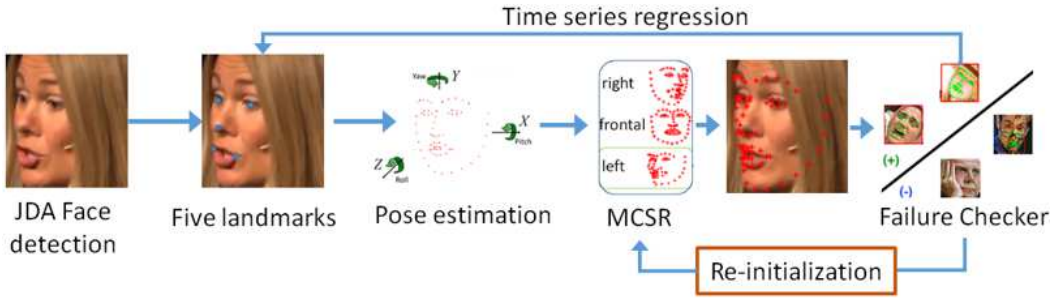 Time series regression
Yaw
Y
X
Pitch
Z
Roll
right
frontal
left
(+)
(-)
JDA Face
detection
Five landmarks
Pose estimation
MCSR
Failure Checker
Re-initialization